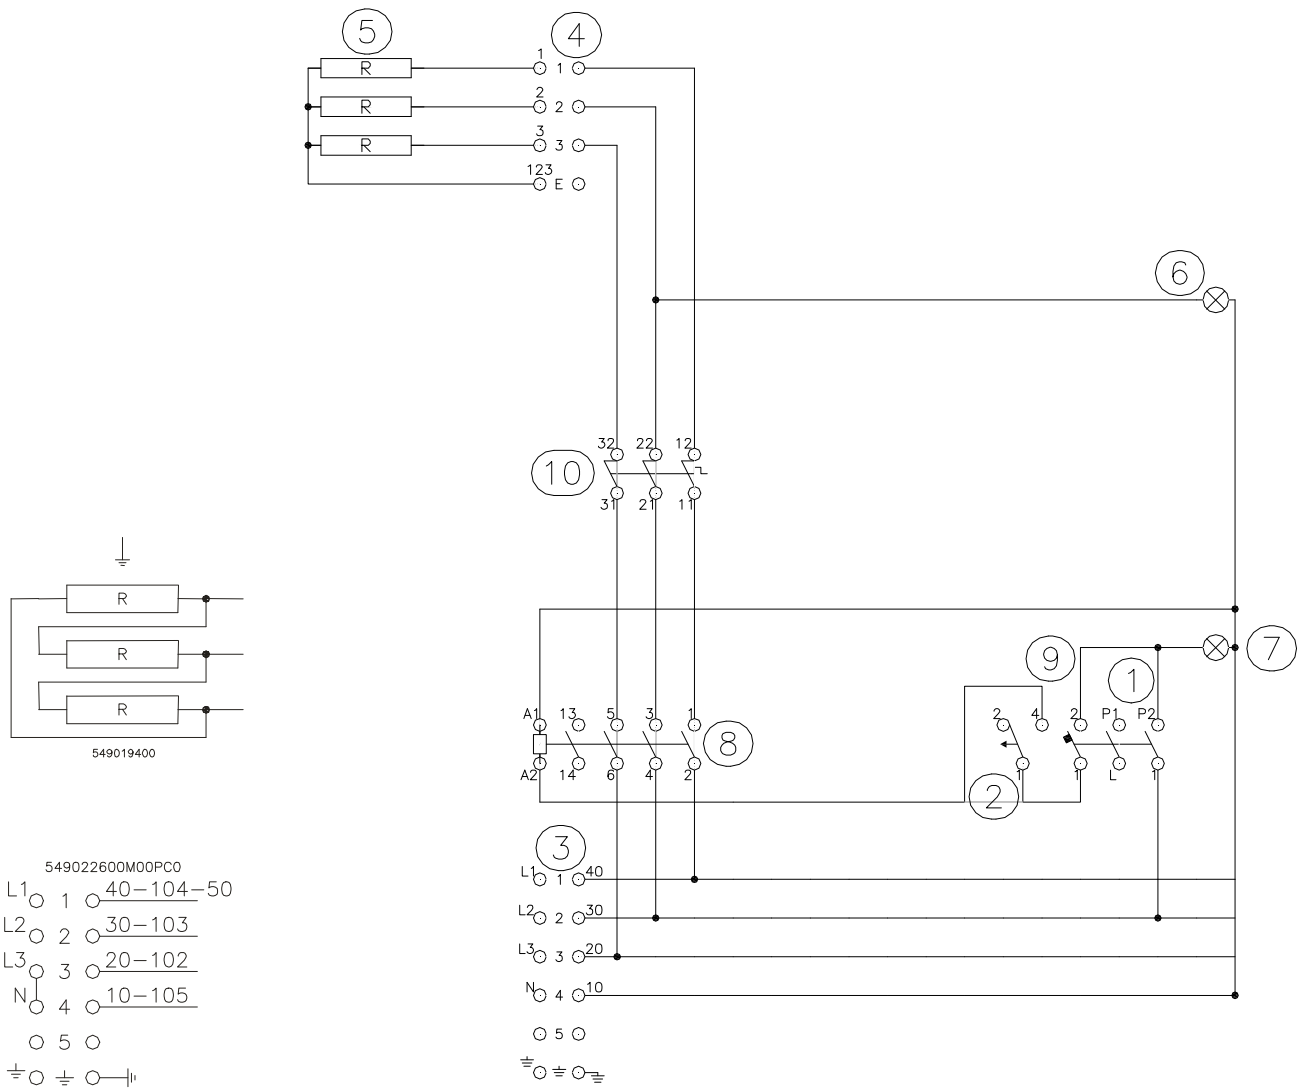 5 4
1
R 1
2
R 2
3
R 3
123
E
6
32 22 12
10
31 21 11
R
R
R
549019400
9 1 7
A1 13 5 3 1 2 4 2 P1 P2
8
A2 14 6 4 2 1 1 L 1
2
3
L1 1 40
L2 2 30
L3 3 20
N 4 10
5
549022600M00PC0
L1 1 40-104-50
L2 2 30-103
L3 3 20-102
N 4 10-105
5